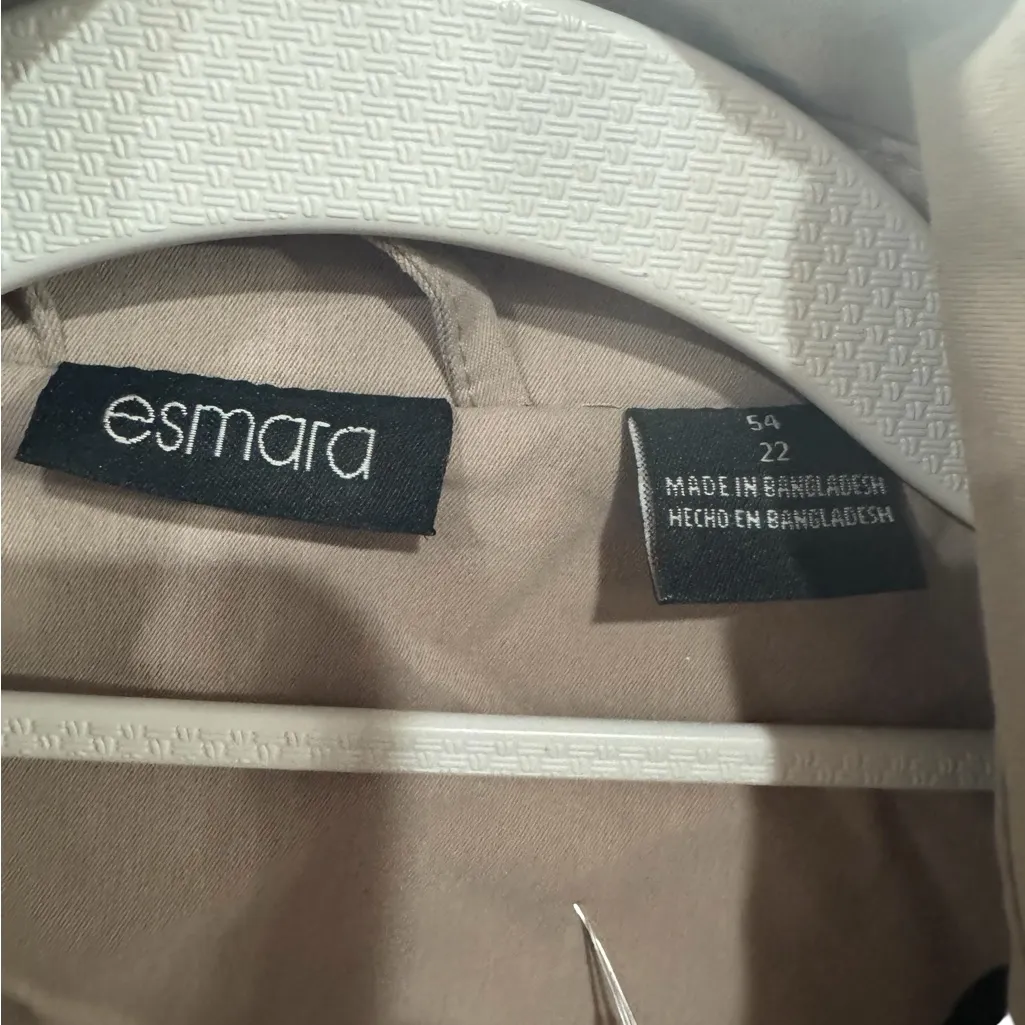 esmara
54
22
MADE IN BANGLADESH
HECHO EN BANGLADESH